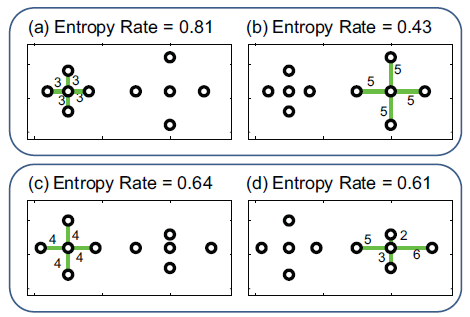 (a) Entropy Rate = 0.81
(b) Entropy Rate = 0.43
3 3
3 3
5
5 5
5
(c) Entropy Rate = 0.64
(d) Entropy Rate = 0.61
4 4
4 4
5 2
3 6